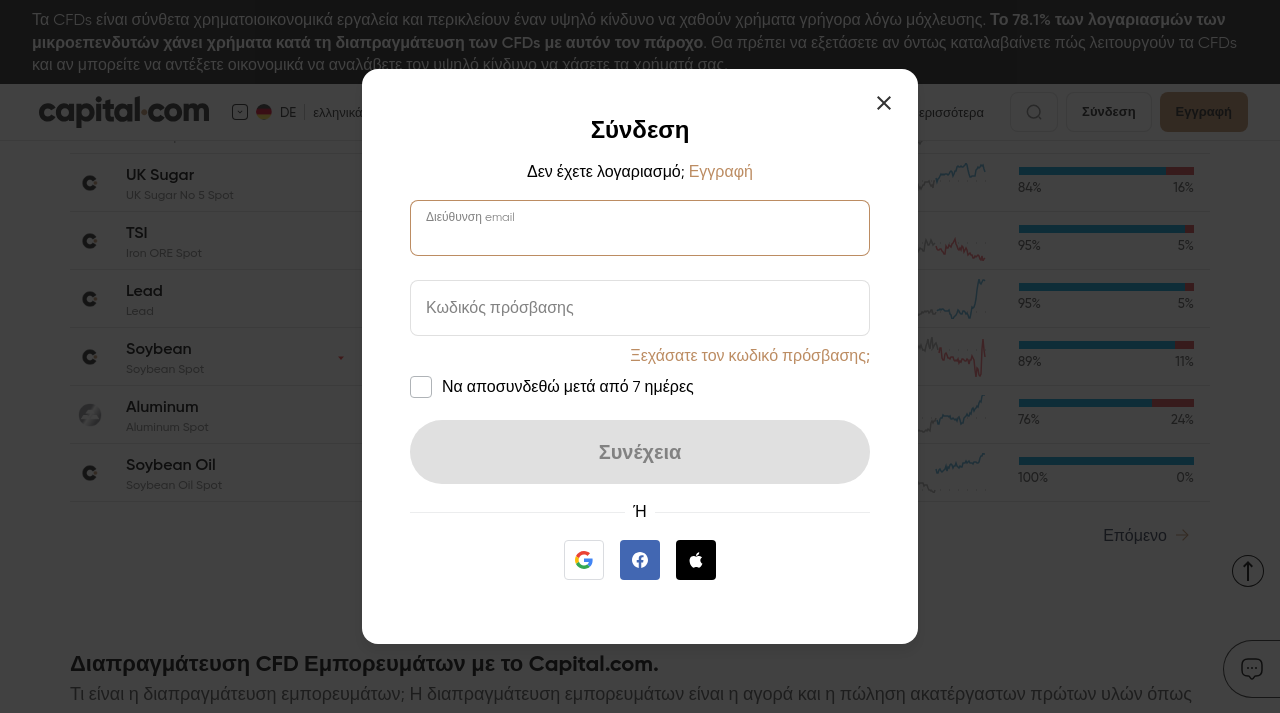 Τα CFDs είναι σύνθετα χρηματοιοικονομικά εργαλεία και περικλείουν έναν υψηλό κίνδυνο να χαθούν χρήματα γρήγορα λόγω μόχλευσης. Το 78.1% των λογαριασμών των
μικροεπενδυτών χάνει χρήματα κατά τη διαπραγμάτευση των CFDs με αυτόν τον πάροχο. Θα πρέπει να εξετάσετε αν όντως καταλαβαίνετε πώς λειτουργούν τα CFDs
και αν μπορείτε να αντέξετε οικονομικά να αναλάβετε τον υψηλό κίνδυνο να χάσετε τα χρήματά σας.
capital.com DE ελληνικά ερισσότερα Σύνδεση Εγγραφή
UK Sugar
UK Sugar No 5 Spot
84% 16%
TSI
Iron ORE Spot
95% 5%
Lead
Lead
95% 5%
Soybean
Soybean Spot
89% 11%
Aluminum
Aluminum Spot
76% 24%
Soybean Oil
Soybean Oil Spot
100% 0%
Επόμενο
Σύνδεση
Δεν έχετε λογαριασμό; Εγγραφή
Διεύθυνση email
Κωδικός πρόσβασης
Ξεχάσατε τον κωδικό πρόσβασης;
Να αποσυνδεθώ μετά από 7 ημέρες
Συνέχεια
Ή
Διαπραγμάτευση CFD Εμπορευμάτων με το Capital.com.
Τι είναι η διαπραγμάτευση εμπορευμάτων; Η διαπραγμάτευση εμπορευμάτων είναι η αγορά και η πώληση ακατέργαστων πρώτων υλών όπως